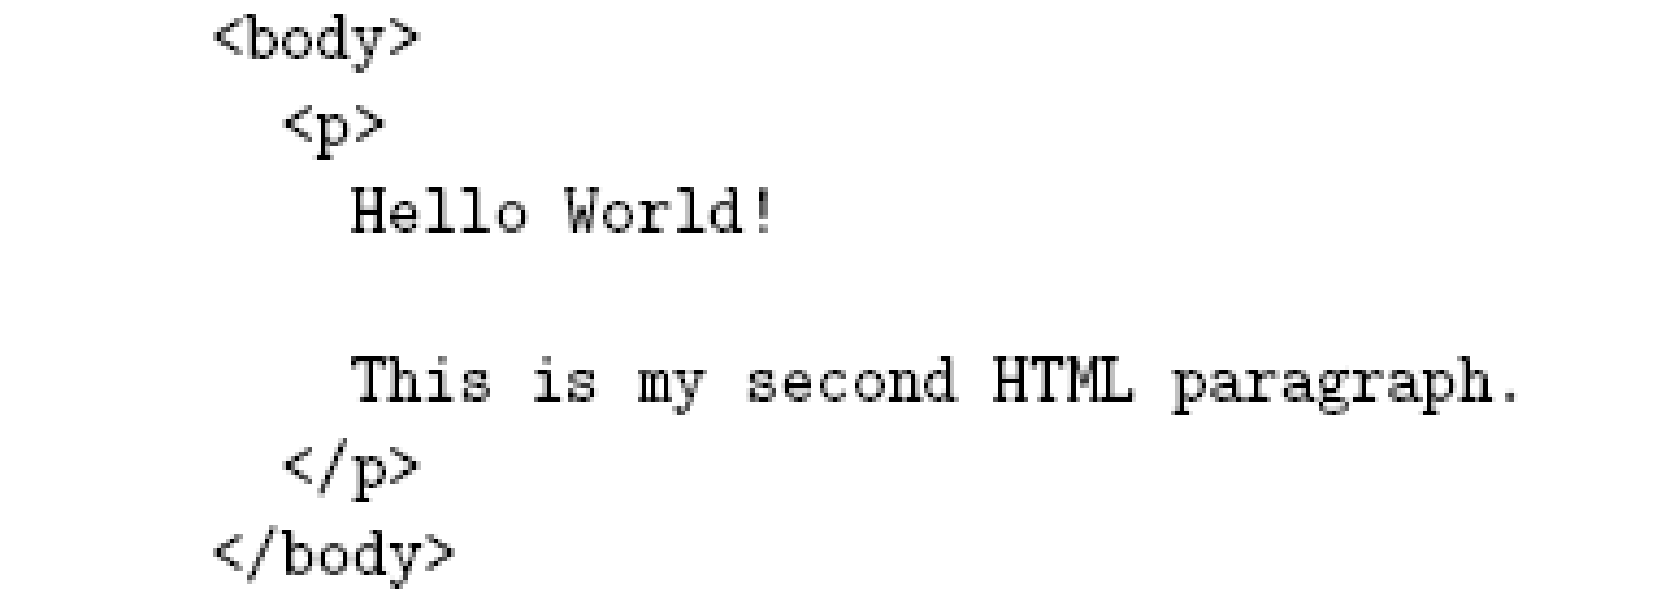 <body>
<p>
Hello World!
This is my second HTML paragraph.
</p>
</body>